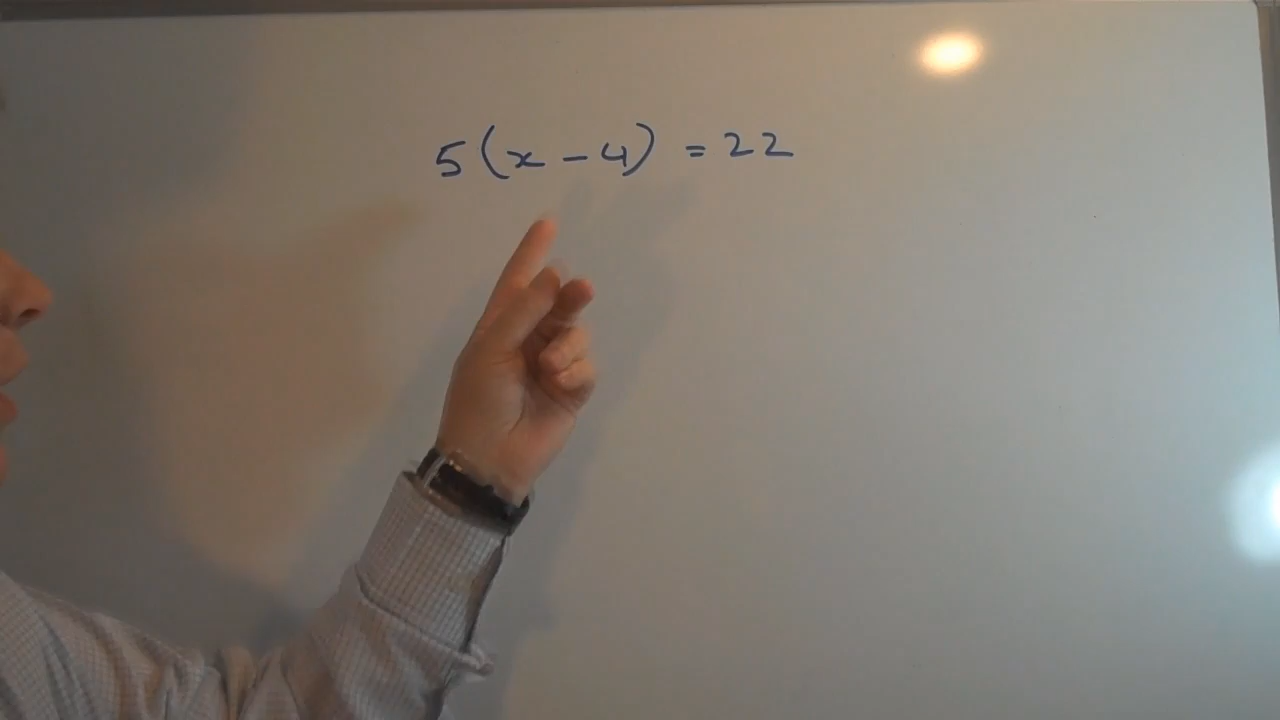 5(x-4) = 22